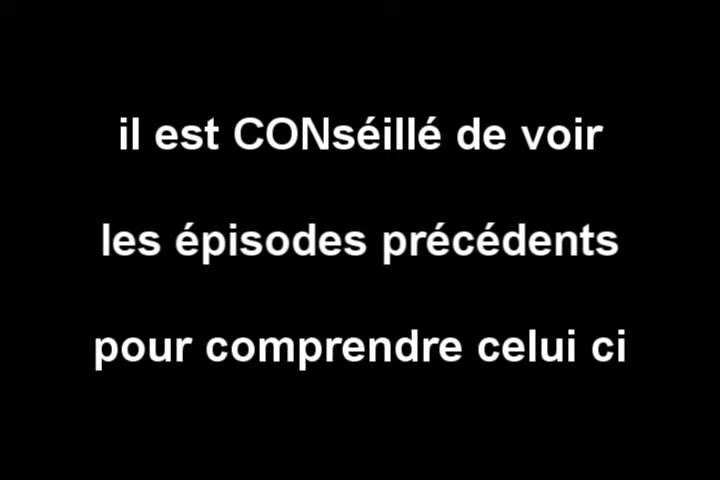 il est CONséillé de voir
les épisodes précédents
pour comprendre celui ci